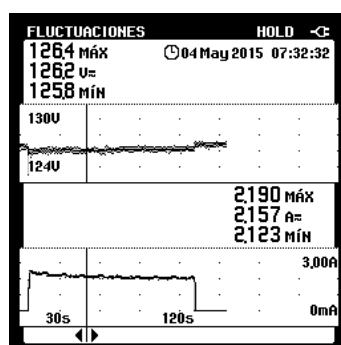 FLUCTUACIONES HOLD
126,4 MÁX 04 May 2015 07:32:32
126,2 V≂
125,8 MÍN
130V
124V
2,190 MÁX
2,157 A≂
2,123 MÍN
3,00A
0mA
30s 120s